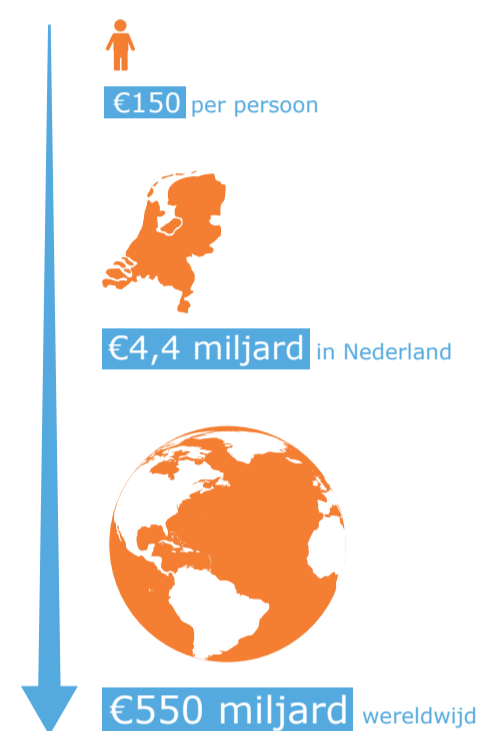 €150 per persoon
€4,4 miljard in Nederland
€550 miljard wereldwijd